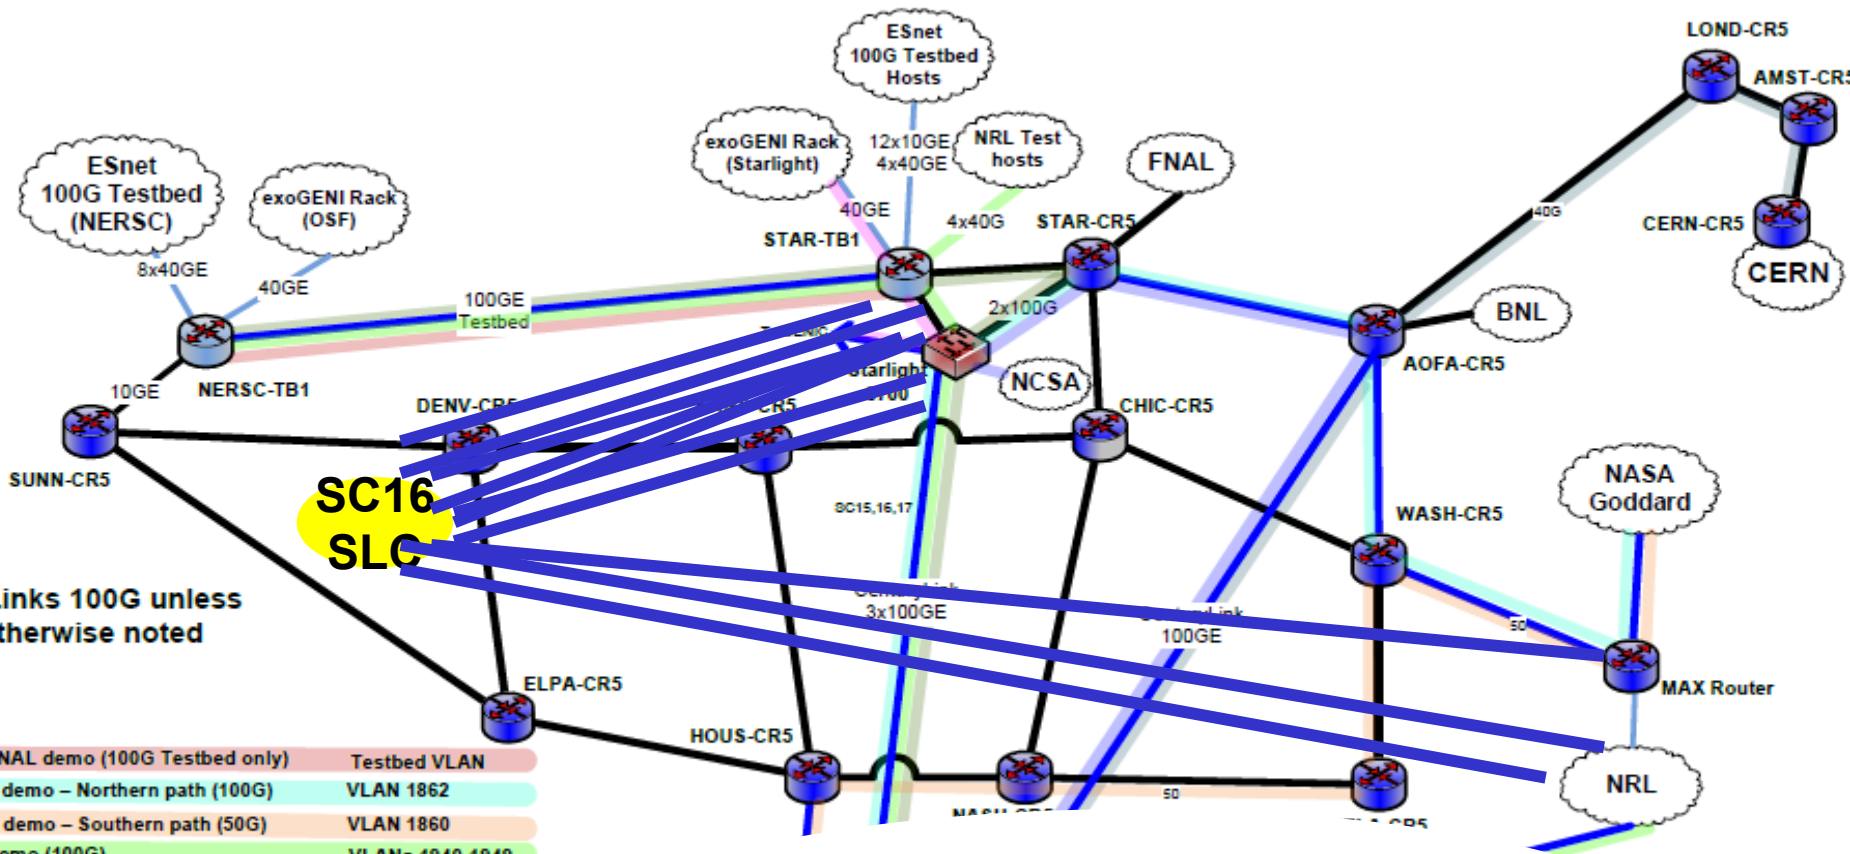 LOND-CR5
AMST-CR5
ESnet
100G Testbed
Hosts
exoGENI Rack
(Starlight)
12x10GE
4x40GE
NRL Test
hosts
FNAL
ESnet
100G Testbed
(NERSC)
exoGENI Rack
(OSF)
40GE
4x40G
STAR-CR5
STAR-TB1
40G
CERN-CR5
CERN
8x40GE
40GE
100GE
Testbed
2x100G
BNL
AOFA-CR5
NERSC-TB1
Starlight
NCSA
10GE
DENV-CR5
CHIC-CR5
SUNN-CR5
SC16
SLC
SC15,16,17
NASA
Goddard
WASH-CR5
Links 100G unless
otherwise noted
CenturyLink
3x100GE
CenturyLink
100GE
50
ELPA-CR5
MAX Router
HOUS-CR5
NRL
50
NASH-CR5
NAL demo (100G Testbed only) Testbed VLAN
demo – Northern path (100G) VLAN 1862
demo – Southern path (50G) VLAN 1860